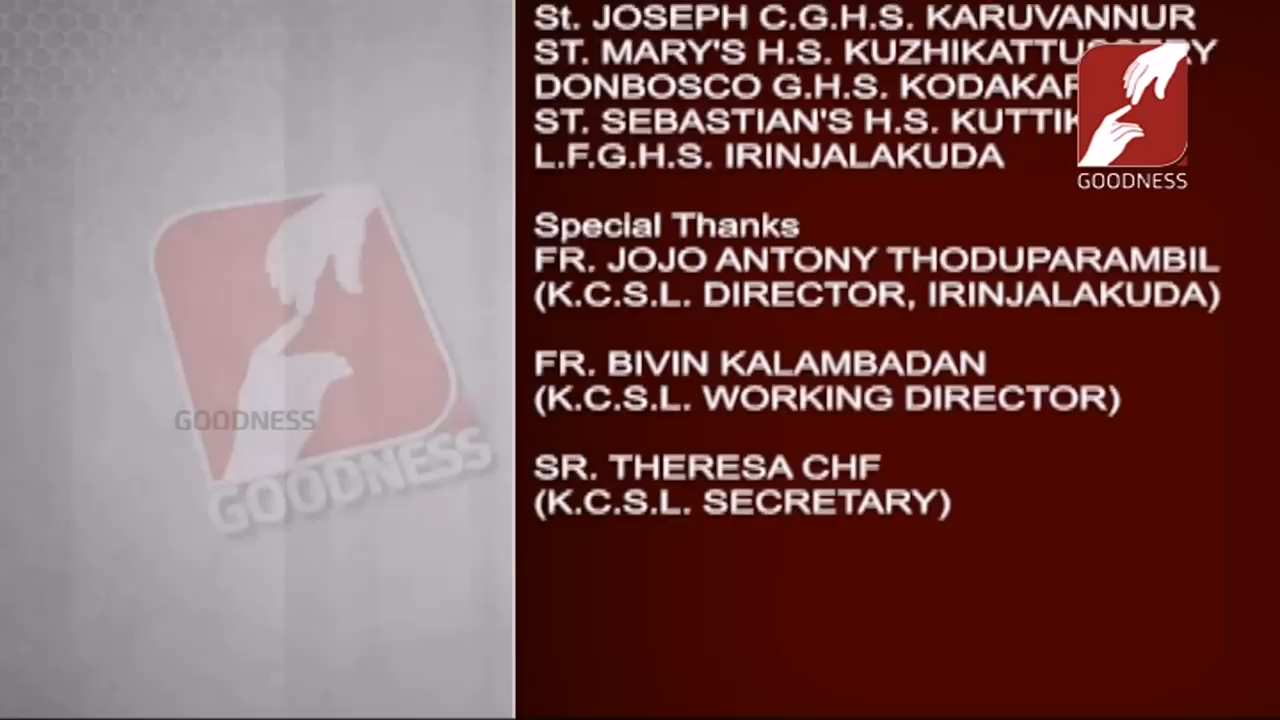 St. JOSEPH C.G.H.S. KARUVANNUR
ST. MARY'S H.S.
DONBOSCO G.H.S.
ST. SEBASTIAN'S H.S.
L.F.G.H.S. IRINJALAKUDA
GOODNESS
Special Thanks
FR. JOJO ANTONY THODUPARAMBIL
(K.C.S.L. DIRECTOR, IRINJALAKUDA)
FR. BIVIN KALAMBADAN
(K.C.S.L. WORKING DIRECTOR)
SR. THERESA CHF
(K.C.S.L. SECRETARY)
GOODNESS
GOODNESS